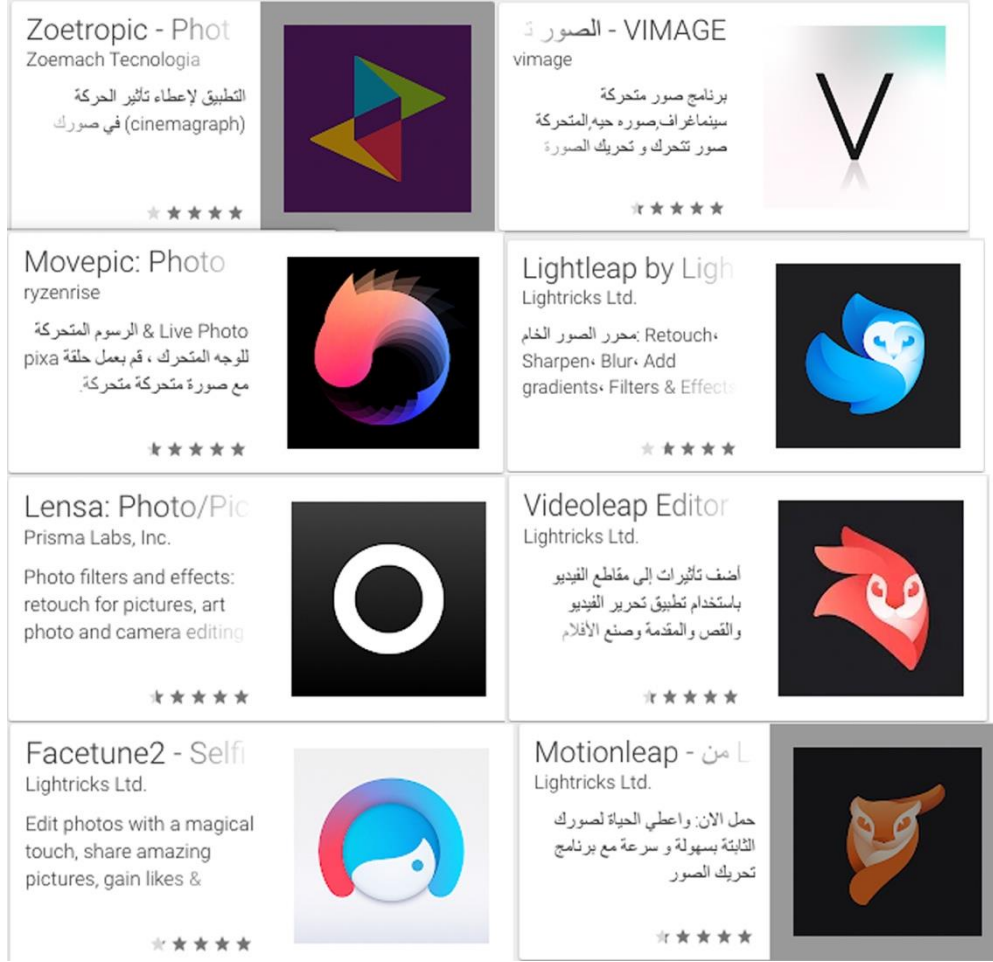 Zoetropic - Phot
Zoemach Tecnologia
التطبيق لإعطاء تأثير الحركة
(cinemagraph) في صورك
VIMAGE - الصور ت
vimage
برنامج صور متحركة
سينماغراف,صوره حيه,المتحركة
صور تتحرك و تحريك الصورة
Movepic: Photo
ryzenrise
Live Photo & الرسوم المتحركة
للوجه المتحرك ، قم بعمل حلقة pixa
مع صورة متحركة متحركة.
Lightleap by Ligh
Lightricks Ltd.
محرر الصور الخام: Retouch،
Sharpen، Blur، Add
gradients، Filters & Effects
Lensa: Photo/Pic
Prisma Labs, Inc.
Photo filters and effects:
retouch for pictures, art
photo and camera editing
Videoleap Editor
Lightricks Ltd.
أضف تأثيرات إلى مقاطع الفيديو
باستخدام تطبيق تحرير الفيديو
والقص والمقدمة وصنع الأفلام
Facetune2 - Selfi
Lightricks Ltd.
Edit photos with a magical
touch, share amazing
pictures, gain likes &
Motionleap - من L
Lightricks Ltd.
حمل الان: واعطي الحياة لصورك
الثابتة بسهولة و سرعة مع برنامج
تحريك الصور